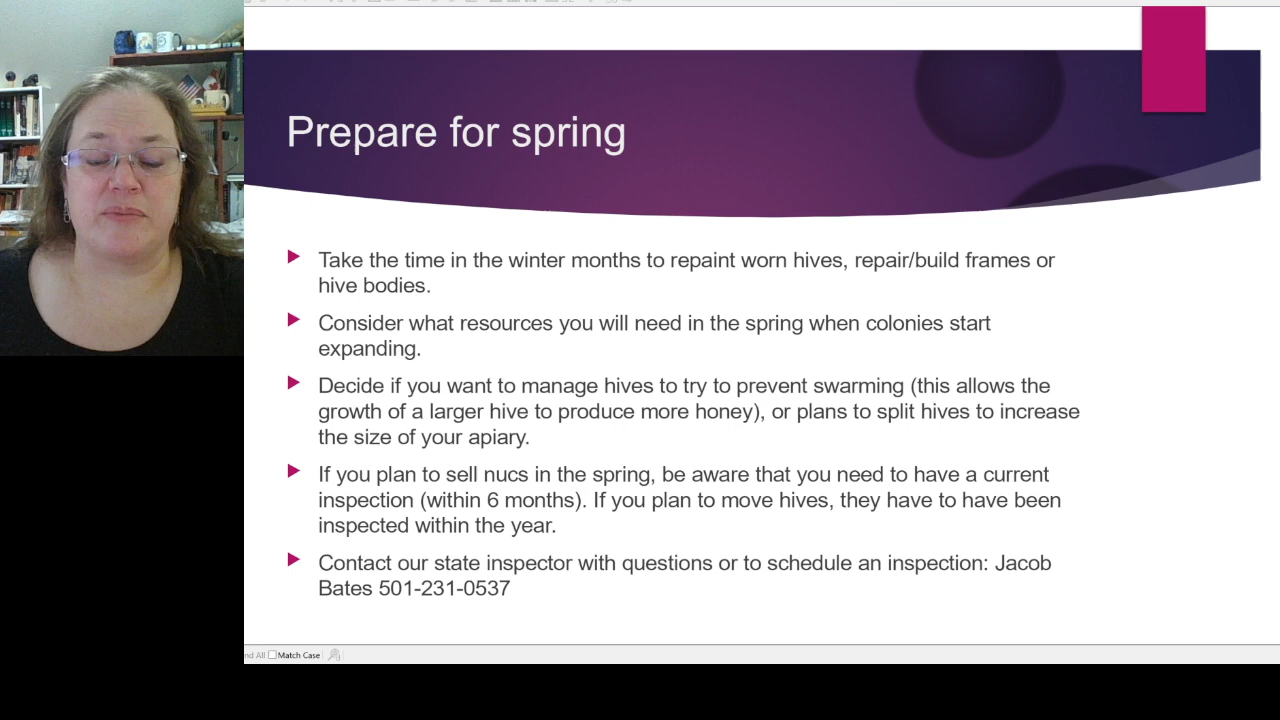 Prepare for spring
Take the time in the winter months to repaint worn hives, repair/build frames or
hive bodies.
Consider what resources you will need in the spring when colonies start
expanding.
Decide if you want to manage hives to try to prevent swarming (this allows the
growth of a larger hive to produce more honey), or plans to split hives to increase
the size of your apiary.
If you plan to sell nucs in the spring, be aware that you need to have a current
inspection (within 6 months). If you plan to move hives, they have to have been
inspected within the year.
Contact our state inspector with questions or to schedule an inspection: Jacob
Bates 501-231-0537
nd All Match Case